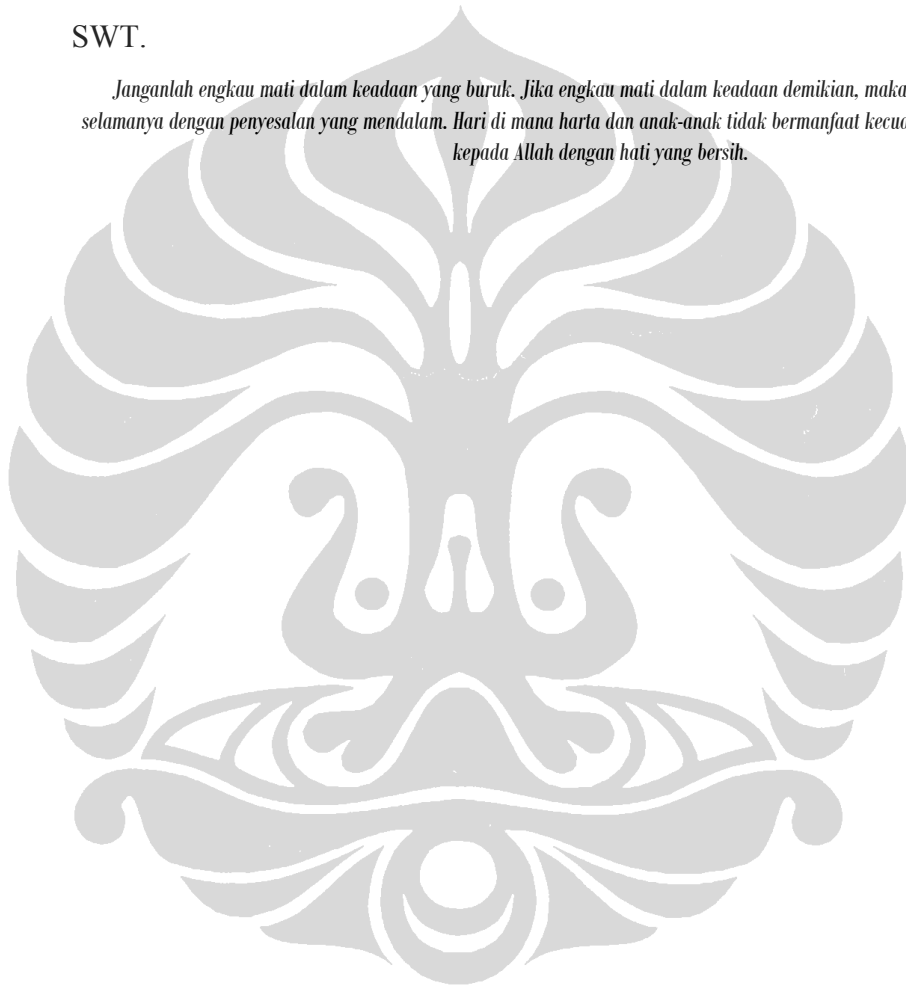 SWT.
Janganlah engkau mati dalam keadaan yang buruk. Jika engkau mati dalam keadaan demikian, maka
selamanya dengan penyesalan yang mendalam. Hari di mana harta dan anak-anak tidak bermanfaat
kepada Allah dengan hati yang bersih.